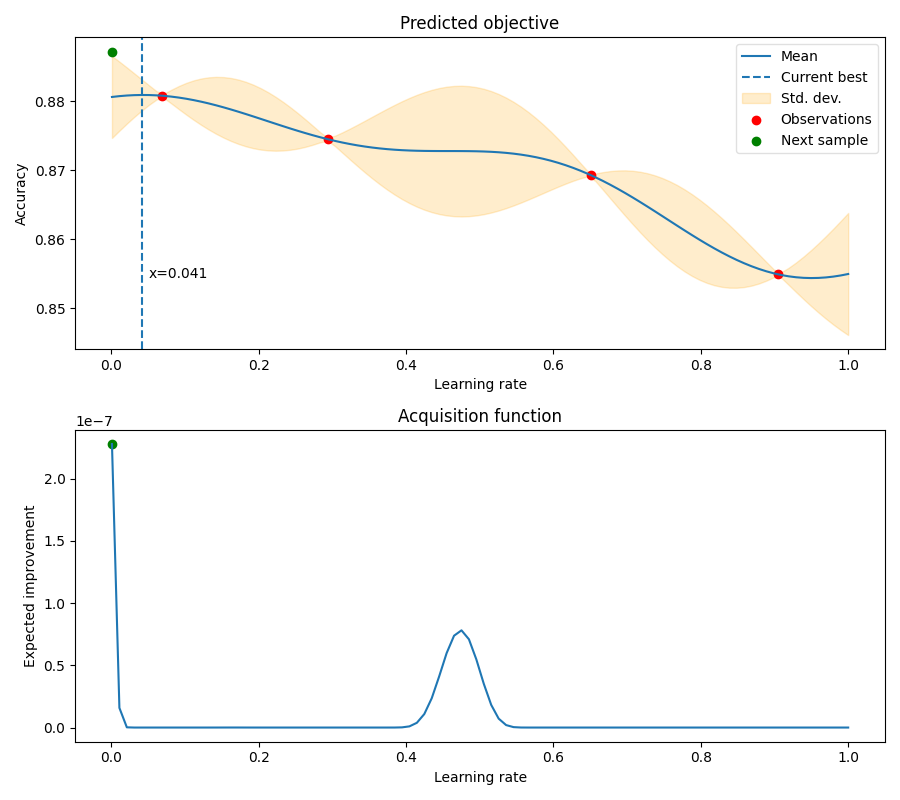 Predicted objective
Mean
Current best
Std. dev.
Observations
Next sample
0.88
0.87
0.86
0.85
Accuracy
x=0.041
0.0 0.2 0.4 0.6 0.8 1.0
Learning rate
Acquisition function
1e−7
2.0
1.5
1.0
0.5
0.0
Expected improvement
0.0 0.2 0.4 0.6 0.8 1.0
Learning rate